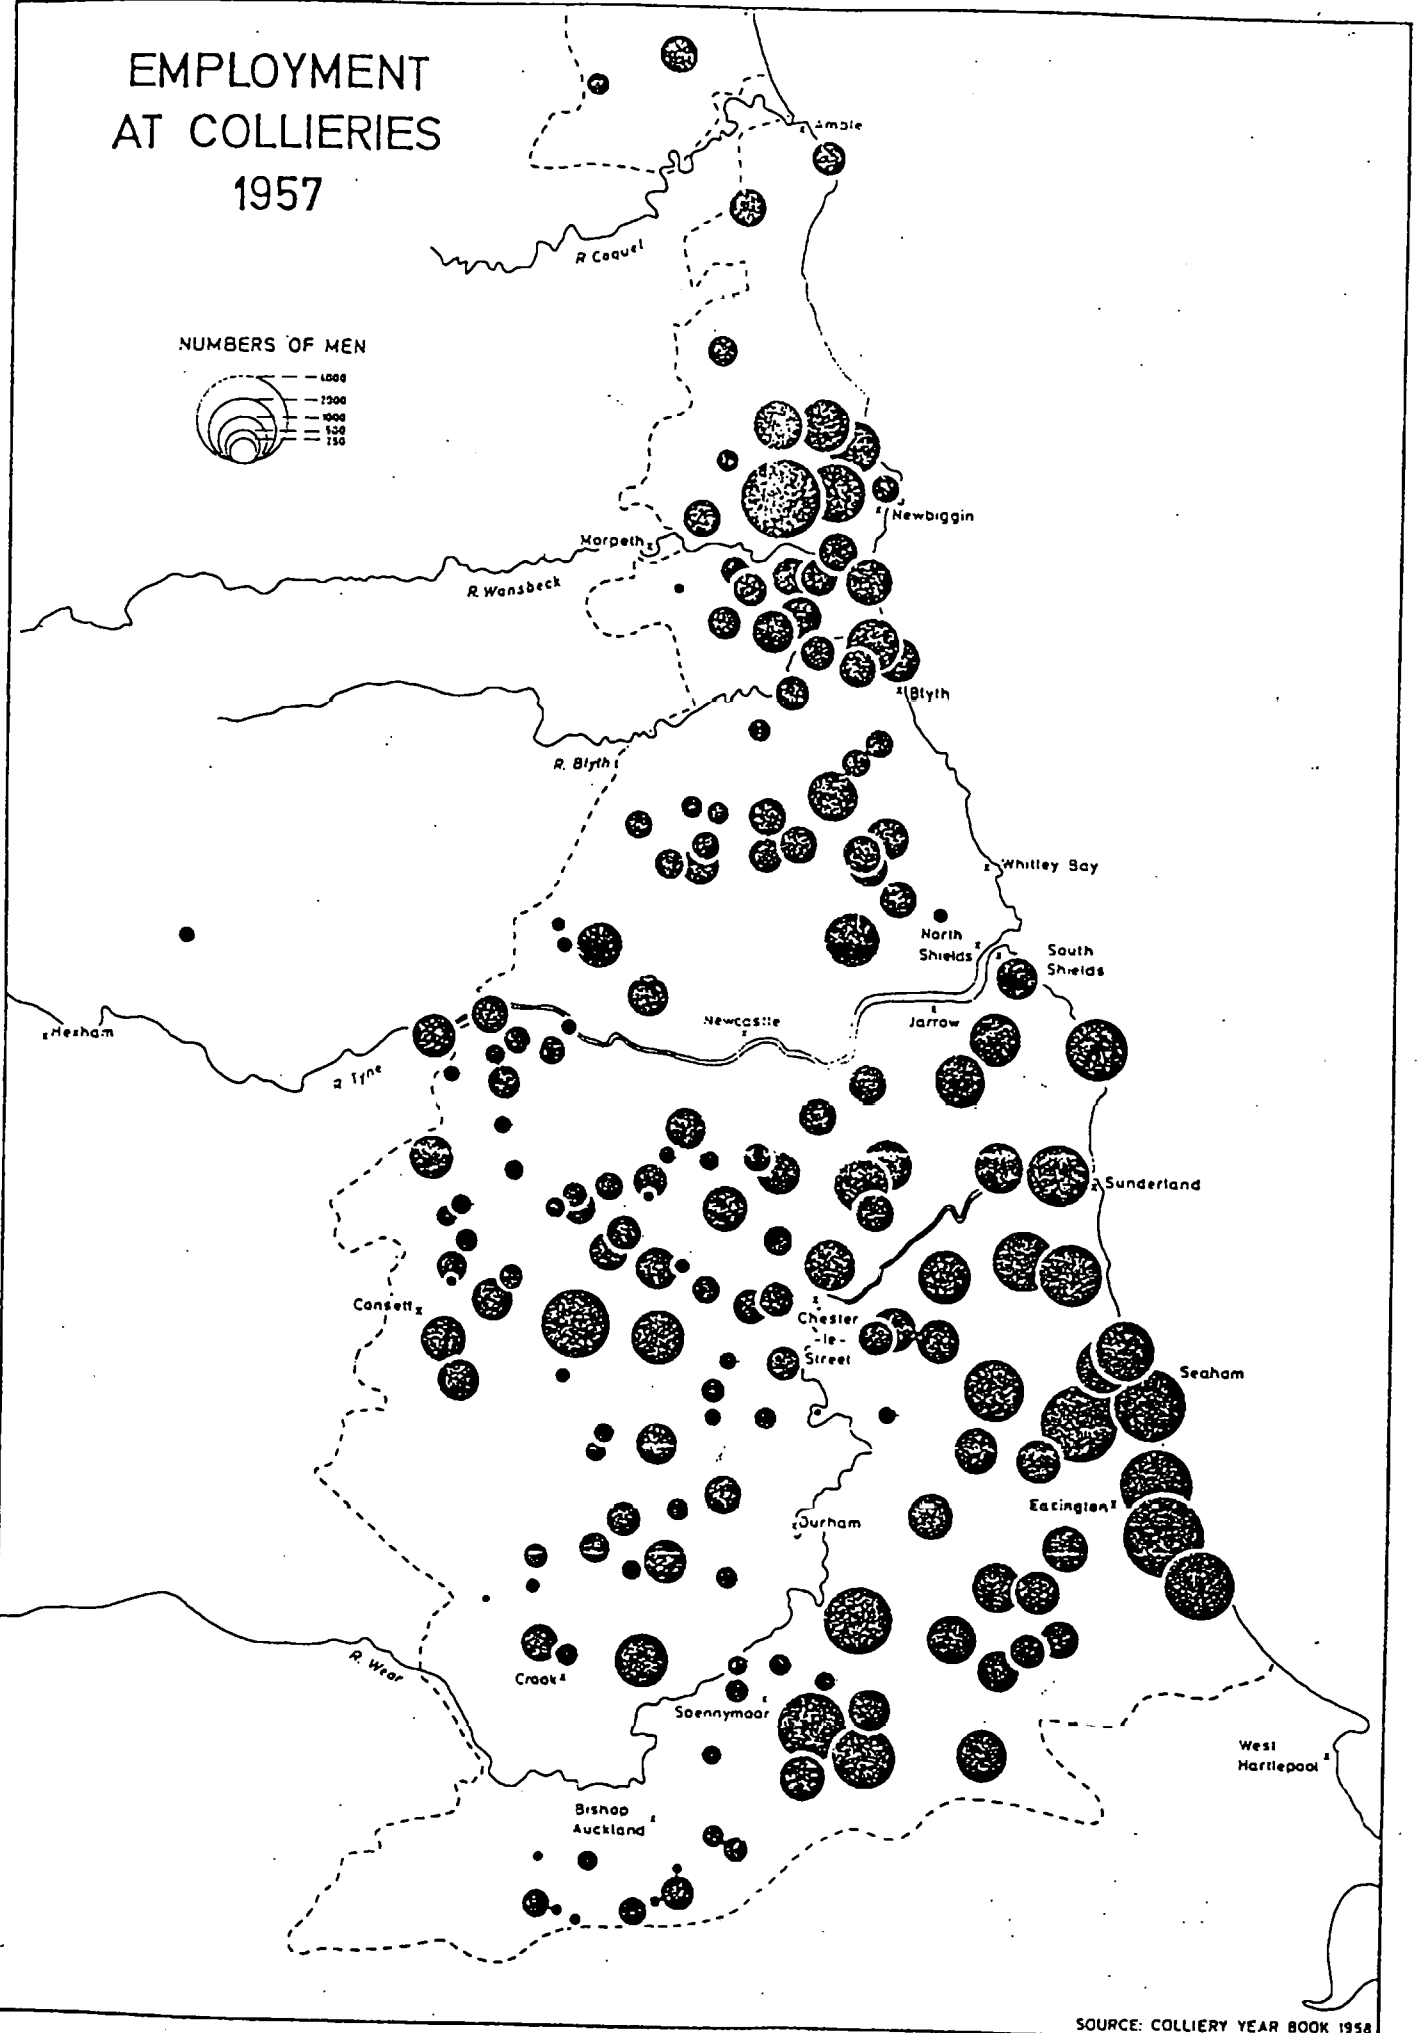 EMPLOYMENT
AT COLLIERIES
1957
Amble
R Coquel
NUMBERS OF MEN
4000
2000
1000
500
250
Newbiggin
Morpeth
R Wansbeck
Blyth
R. Blyth
Whitley Bay
North
Shields
South
Shields
Hexham
Newcastle
Jarrow
R Tyne
Sunderland
Consett
Chester
-le-
Street
Seaham
Easington
Durham
R. Wear
Crook
Spennymoor
West
Hartlepool
Bishop
Auckland
SOURCE: COLLIERY YEAR BOOK 1958